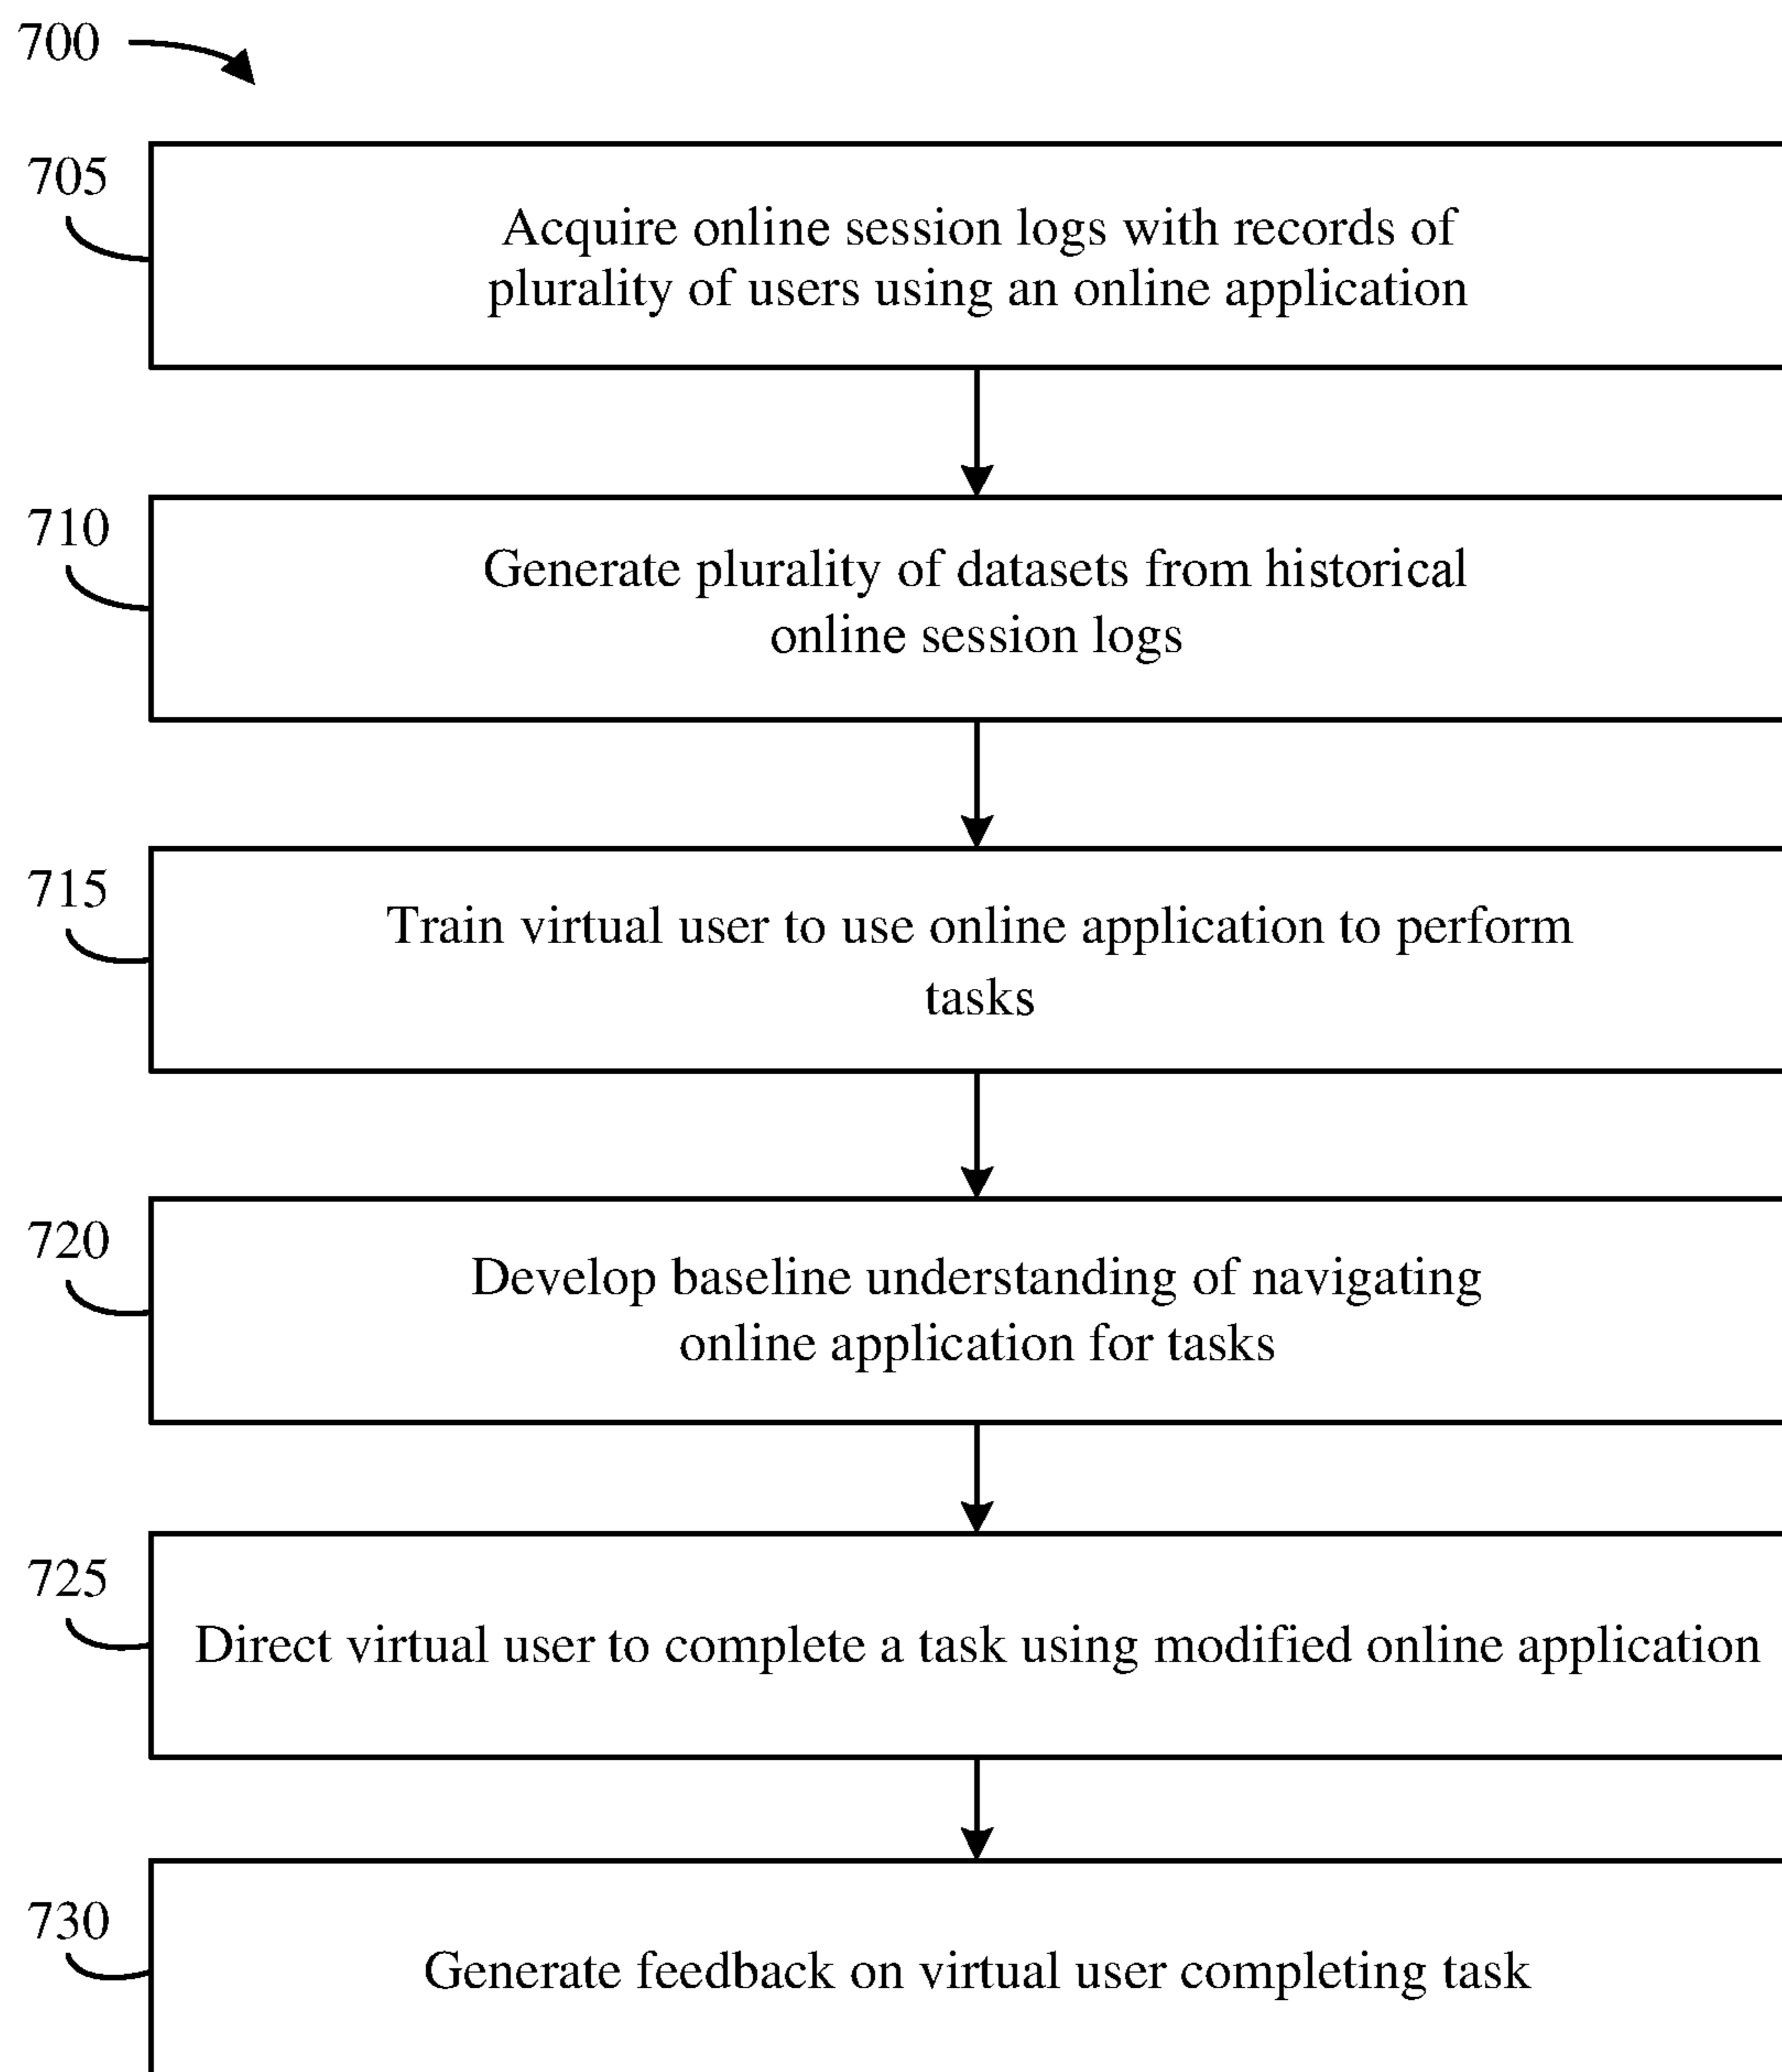 700
705
Acquire online session logs with records of
plurality of users using an online application
710
Generate plurality of datasets from historical
online session logs
715
Train virtual user to use online application to perform
tasks
720
Develop baseline understanding of navigating
online application for tasks
725
Direct virtual user to complete a task using modified online application
730
Generate feedback on virtual user completing task